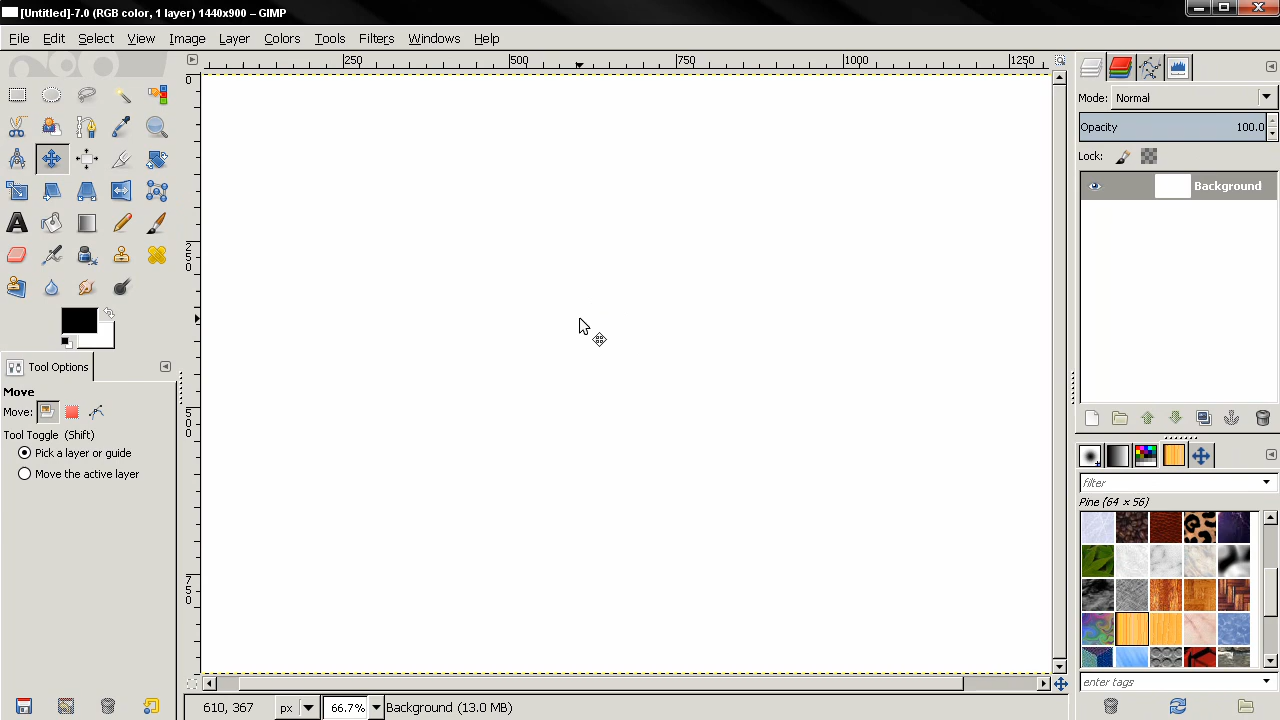 [Untitled]-7.0 (RGB color, 1 layer) 1440x900 – GIMP
File Edit Select View Image Layer Colors Tools Filters Windows Help
250 500 750 1000 1250
0
250
500
750
Mode: Normal
Opacity 100.0
Lock:
Background
Tool Options
Move
Move:
Tool Toggle (Shift)
Pick a layer or guide
Move the active layer
filter
Pine (64 × 56)
enter tags
610, 367 px 66.7% Background (13.0 MB)